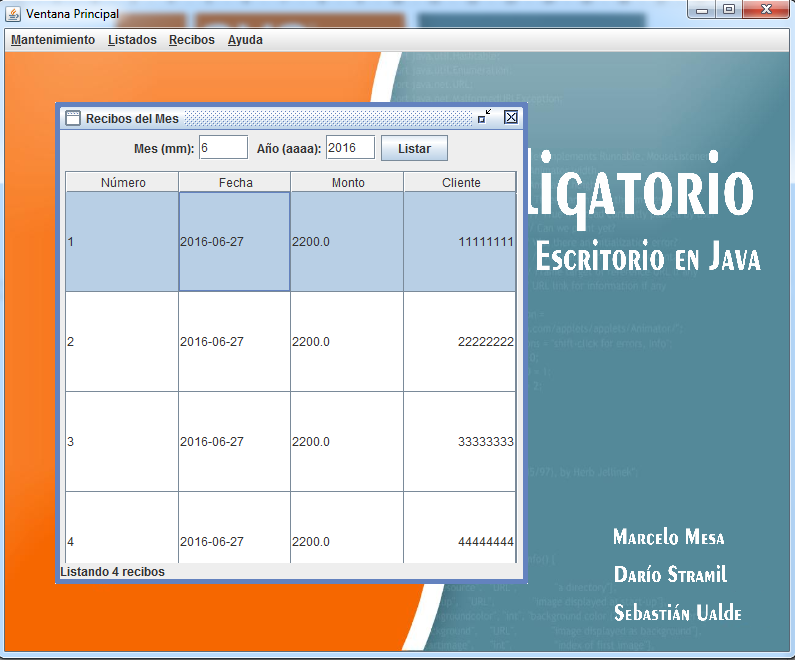 Ventana Principal
Mantenimiento Listados Recibos Ayuda
Recibos del Mes
Mes (mm): 6 Año (aaaa): 2016 Listar
Número Fecha Monto Cliente
1 2016-06-27 2200.0 11111111
2 2016-06-27 2200.0 22222222
3 2016-06-27 2200.0 33333333
4 2016-06-27 2200.0 44444444
Listando 4 recibos
ligatorio
Escritorio en Java
Marcelo Mesa
Darío Stramil
Sebastián Ualde